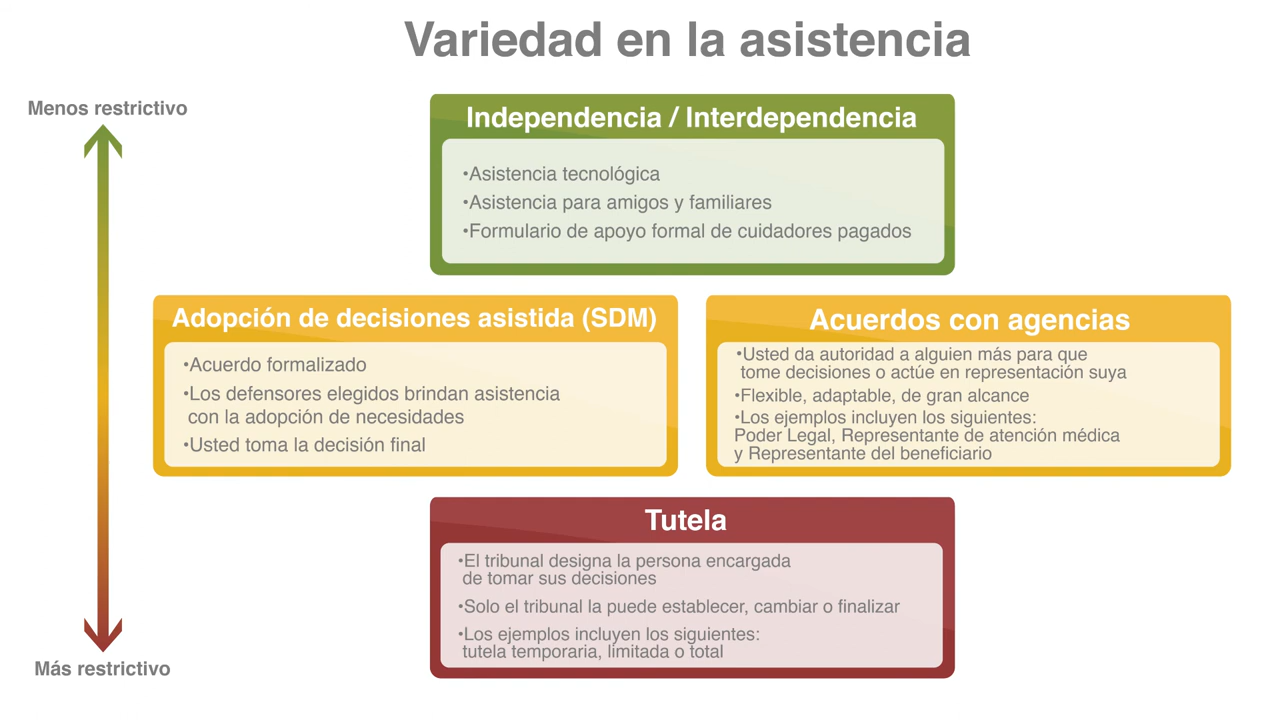 Variedad en la asistencia
Menos restrictivo
Independencia / Interdependencia
•Asistencia tecnológica
•Asistencia para amigos y familiares
•Formulario de apoyo formal de cuidadores pagados
Adopción de decisiones asistida (SDM)
•Acuerdo formalizado
•Los defensores elegidos brindan asistencia
con la adopción de necesidades
•Usted toma la decisión final
Acuerdos con agencias
•Usted da autoridad a alguien más para que
tome decisiones o actúe en representación suya
•Flexible, adaptable, de gran alcance
•Los ejemplos incluyen los siguientes:
Poder Legal, Representante de atención médica
y Representante del beneficiario
Tutela
•El tribunal designa la persona encargada
de tomar sus decisiones
•Solo el tribunal la puede establecer, cambiar o finalizar
•Los ejemplos incluyen los siguientes:
tutela temporaria, limitada o total
Más restrictivo